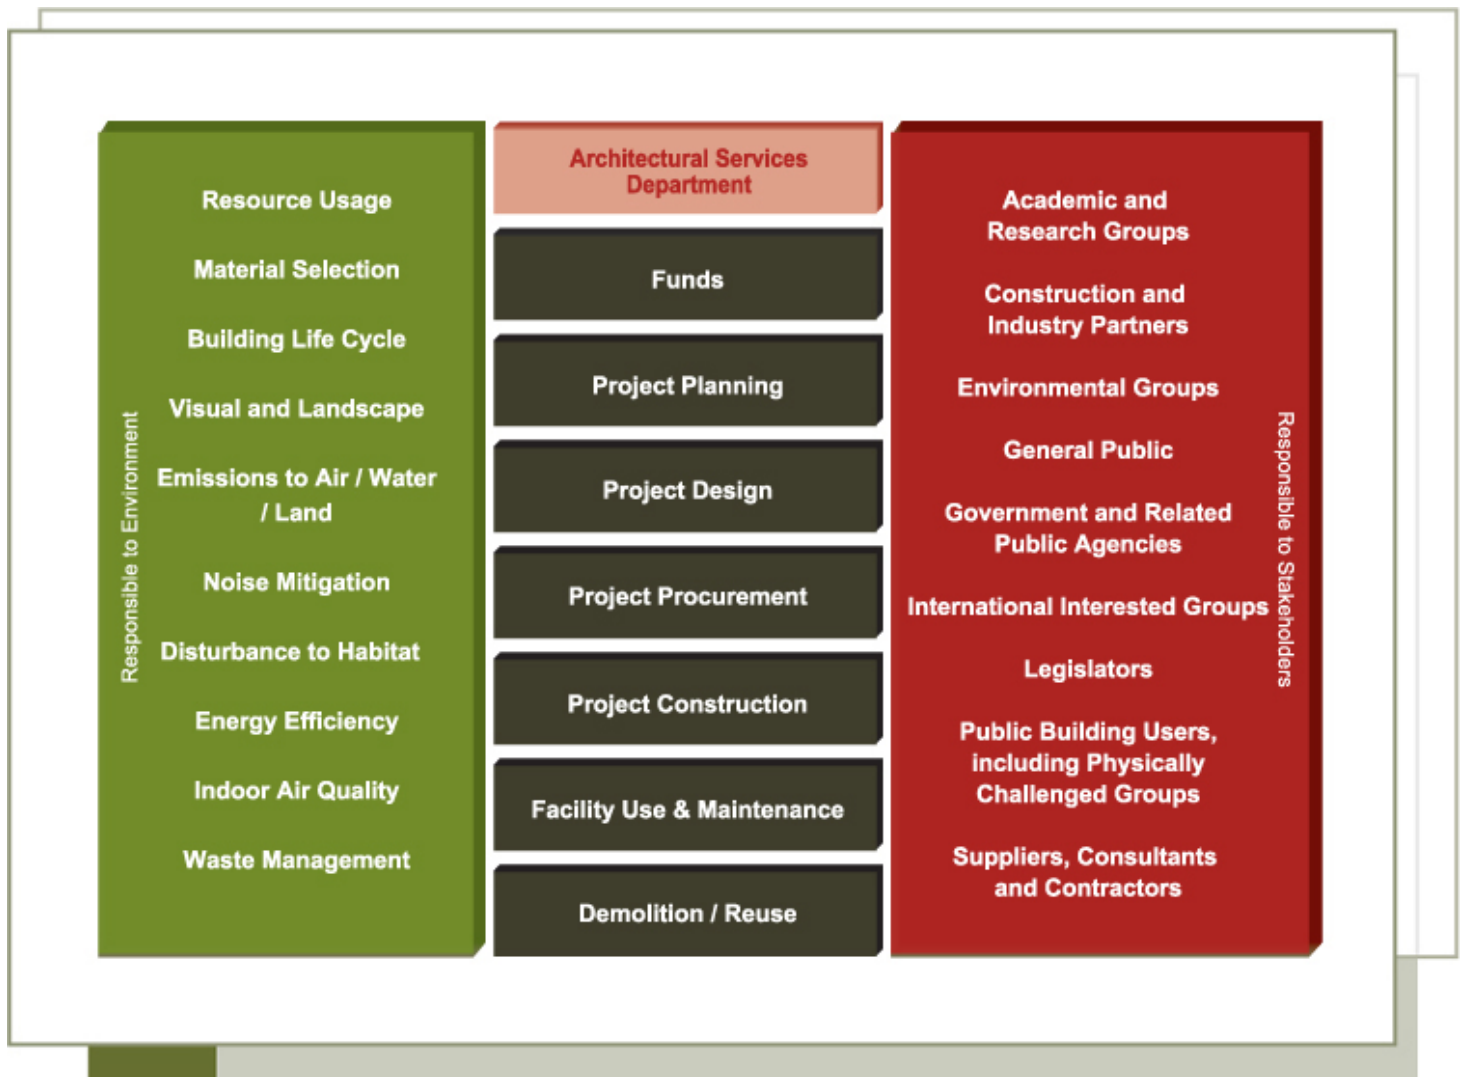 Responsible to Environment
Resource Usage
Material Selection
Building Life Cycle
Visual and Landscape
Emissions to Air / Water
/ Land
Noise Mitigation
Disturbance to Habitat
Energy Efficiency
Indoor Air Quality
Waste Management
Architectural Services
Department
Funds
Project Planning
Project Design
Project Procurement
Project Construction
Facility Use & Maintenance
Demolition / Reuse
Academic and
Research Groups
Construction and
Industry Partners
Environmental Groups
General Public
Government and Related
Public Agencies
International Interested Groups
Legislators
Public Building Users,
including Physically
Challenged Groups
Suppliers, Consultants
and Contractors
Responsible to Stakeholders